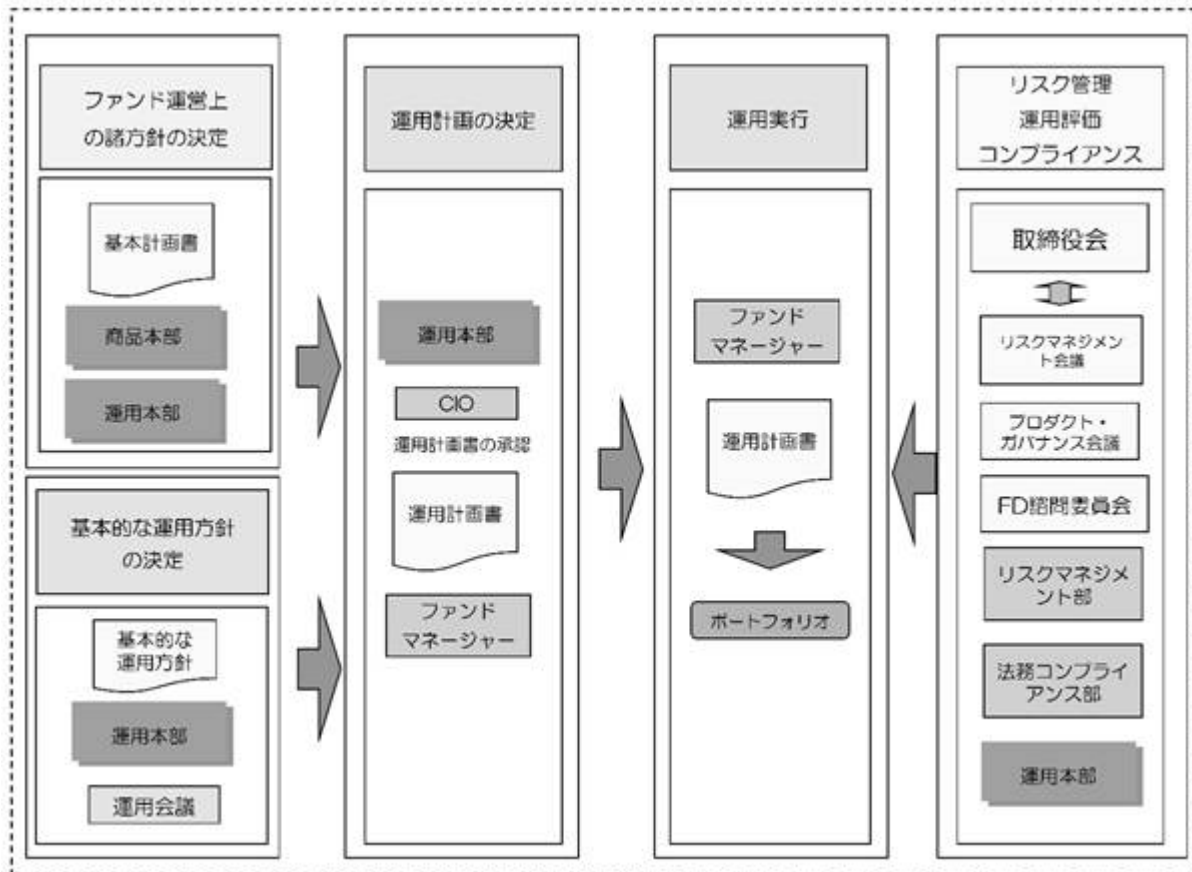 ファンド運営上
の諸方針の決定
基本計画書
商品本部
運用本部
基本的な運用方針
の決定
基本的な
運用方針
運用本部
運用会議
運用計画の決定
運用本部
CIO
運用計画書の承認
運用計画書
ファンド
マネージャー
運用実行
ファンド
マネージャー
運用計画書
ポートフォリオ
リスク管理
運用評価
コンプライアンス
取締役会
リスクマネジメン
ト会議
プロダクト・
ガバナンス会議
FD諮問委員会
リスクマネジメ
ント部
法務コンプライ
アンス部
運用本部